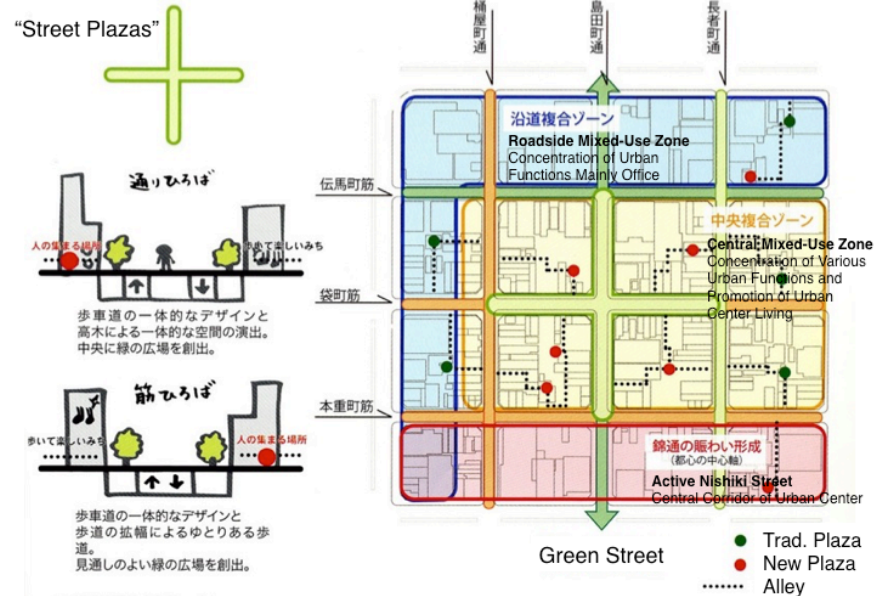 “Street Plazas”
桶屋町通
島田町通
長者町通
沿道複合ゾーン
Roadside Mixed-Use Zone
Concentration of Urban
Functions Mainly Office
伝馬町筋
中央複合ゾーン
Central Mixed-Use Zone
Concentration of Various
Urban Functions and
Promotion of Urban
Center Living
袋町筋
本重町筋
錦通の賑わい形成
(都心の中心軸)
Active Nishiki Street
Central Corridor of Urban Center
Green Street
Trad. Plaza
New Plaza
Alley
通りひろば
人の集まる場所
歩いて楽しいみち
歩車道の一体的なデザインと
高木による一体的な空間の演出。
中央に緑の広場を創出。
筋ひろば
歩いて楽しいみち
人の集まる場所
歩車道の一体的なデザインと
歩道の拡幅によるゆとりある歩
道。
見通しのよい緑の広場を創出。